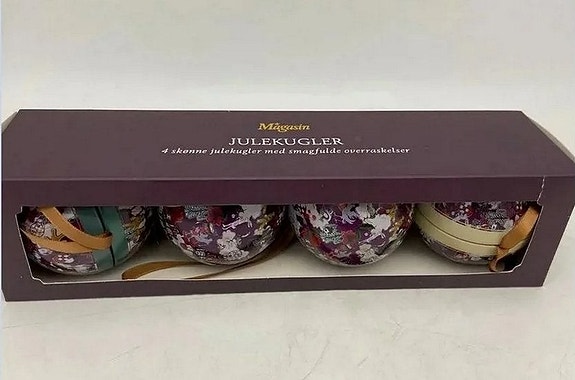 Magasin
JULEKUGLER
4 skønne julekugler med smagfulde overraskelser